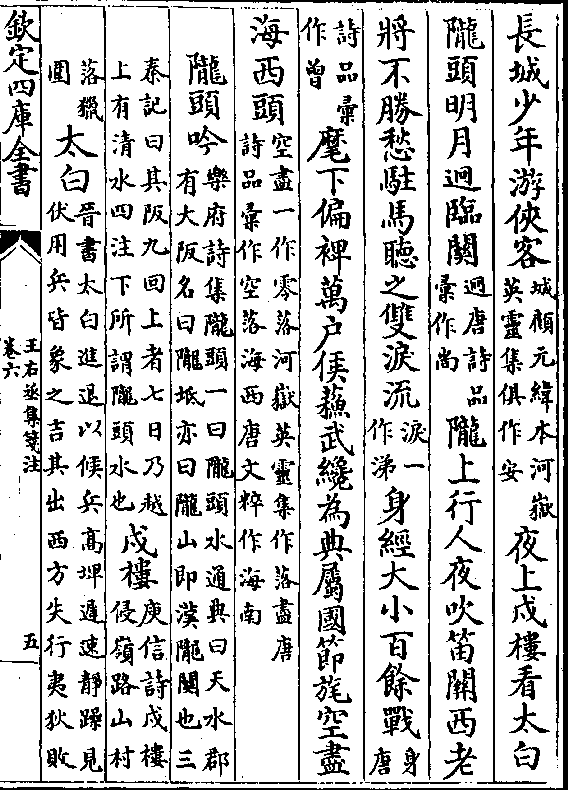 長城少年游俠客城顧元緯本河嶽英靈集俱作安夜上戍樓看太白
隴頭明月迥臨關迥唐詩品彚作尚隴上行人夜吹笛關西老
將不勝愁駐馬聽之雙淚流淚一作涕身經大小百餘戰身唐
詩品彚作曾麾下偏裨萬户侯蘇武纔為典屬國節旄空盡
海西頭空盡一作零落河嶽英靈集作落盡唐詩品彚作空落海西唐文粹作海南
隴頭吟樂府詩集隴頭一曰隴頭水通典曰天水郡有大阪名曰隴坻亦曰隴山即漢隴關也三
秦記曰其阪九回上者七日乃越上有清水四注下所謂隴頭水也戍樓庾信詩戍樓侵嶺路山村
落獵圍太白晉書太白進退以候兵高埤遲速静躁見伏用兵皆象之吉其出西方失行夷狄敗
欽定四庫全書
王右丞集箋注
卷六
五